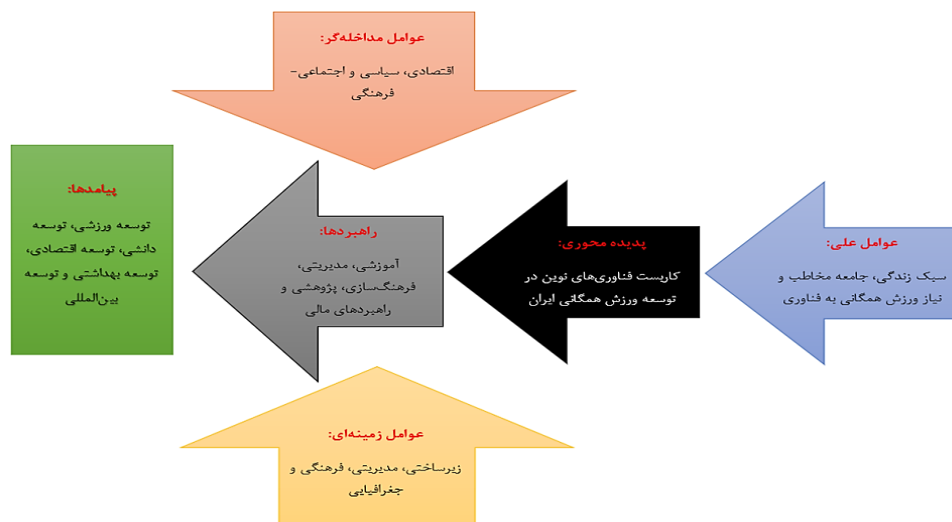 عوامل مداخله‌گر:
اقتصادی، سیاسی و اجتماعی-
فرهنگی
عوامل علی:
سبک زندگی، جامعه مخاطب و
نیاز ورزش همگانی به فناوری
پدیده محوری:
کاربست فناوری‌های نوین در
توسعه ورزش همگانی ایران
راهبردها:
آموزشی، مدیریتی،
فرهنگ‌سازی، پژوهشی و
راهبردهای مالی
پیامدها:
توسعه ورزشی، توسعه
دانشی، توسعه اقتصادی،
توسعه بهداشتی و توسعه
بین‌المللی
عوامل زمینه‌ای:
زیرساختی، مدیریتی، فرهنگی و
جغرافیایی